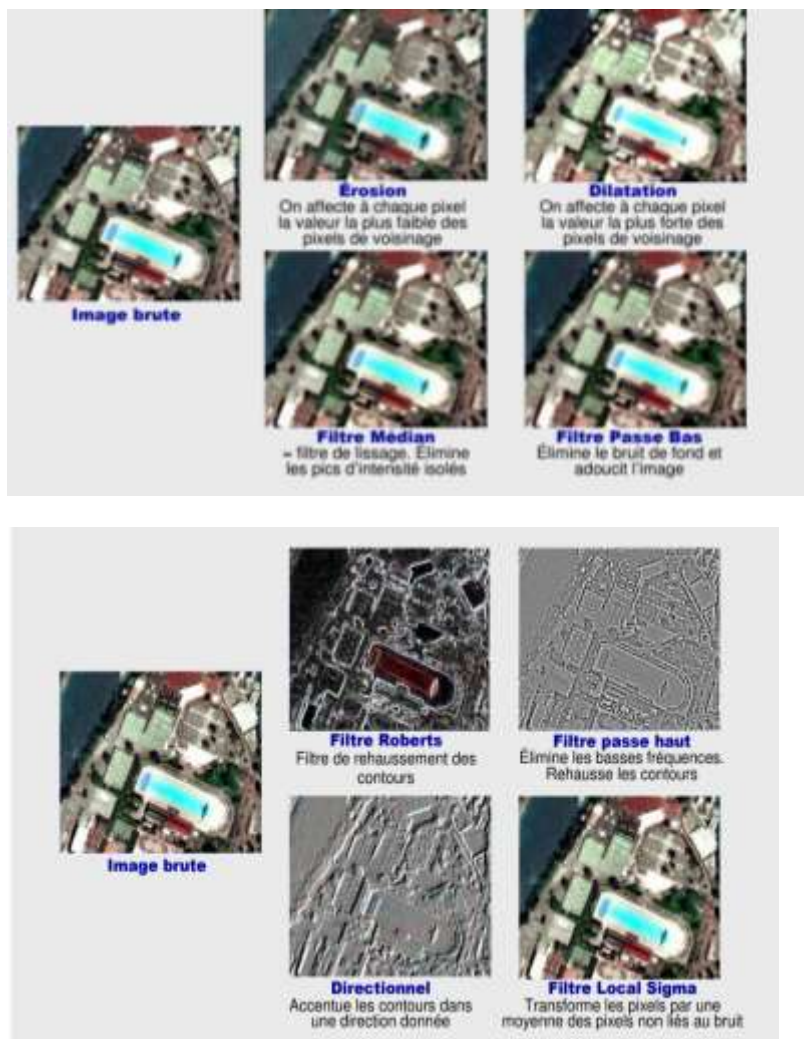 Érosion
On affecte à chaque pixel
la valeur la plus faible des
pixels de voisinage
Dilatation
On affecte à chaque pixel
la valeur la plus forte des
pixels de voisinage
Image brute
Filtre Médian
= filtre de lissage. Élimine
les pics d'intensité isolés
Filtre Passe Bas
Élimine le bruit de fond et
adoucit l'image
Filtre Roberts
Filtre de rehaussement des
contours
Filtre passe haut
Élimine les basses fréquences.
Rehausse les contours
Image brute
Directionnel
Accentue les contours dans
une direction donnée
Filtre Local Sigma
Transforme les pixels par une
moyenne des pixels non liés au bruit